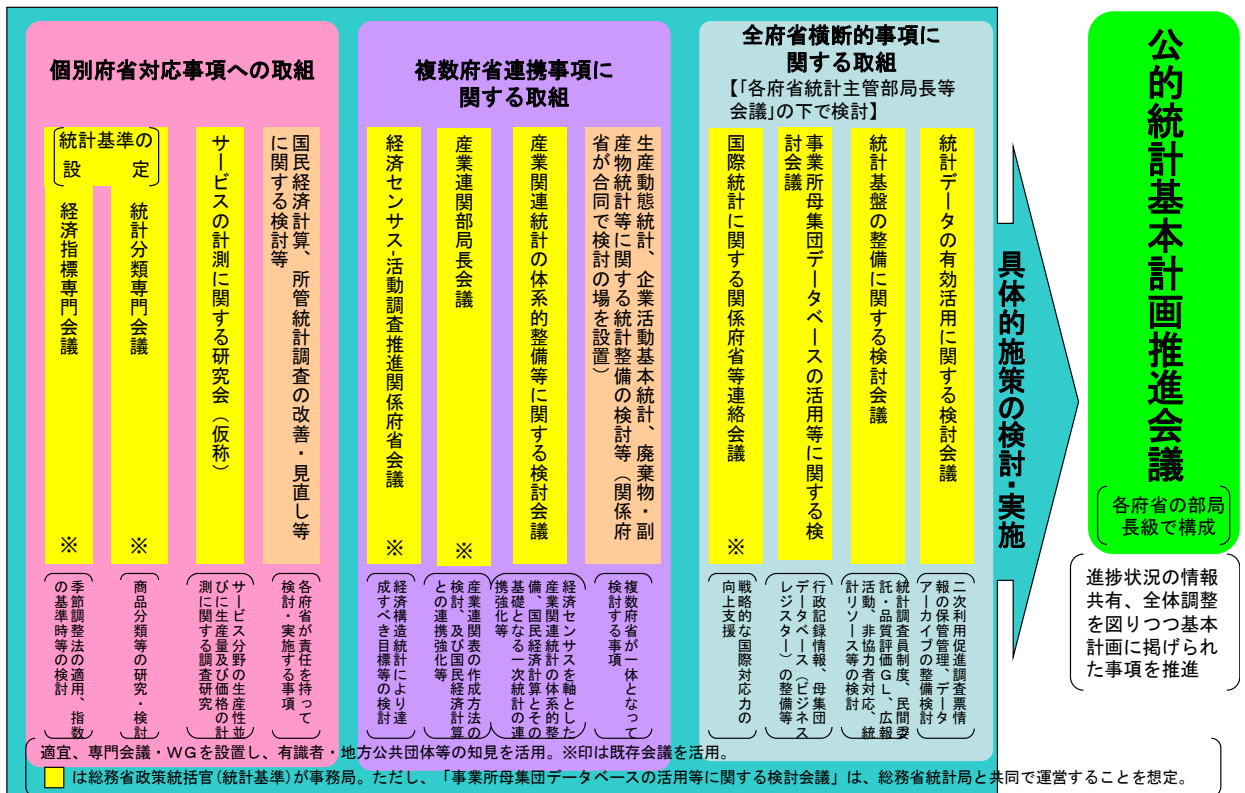 個別府省対応事項への取組
統計基準の
設　定
経済指標専門会議
※
統計分類専門会議
※
サービスの計測に関する研究会（仮称）
国民経済計算、所管統計調査の改善・見直し等
に関する検討等
季節調整法の適用、指数
の基準時等の検討
商品分類等の研究・検討
サービス分野の生産性並
びに生産量及び価格の計
測に関する調査研究
各府省が責任を持って
検討・実施する事項
複数府省連携事項に
関する取組
経済センサス-活動調査推進関係府省会議
※
産業連関部局長会議
※
産業関連統計の体系的整備等に関する検討会議
生産動態統計、企業活動基本統計、廃棄物・副
産物統計等に関する統計整備の検討等（関係府
省が合同で検討の場を設置）
経済構造統計により達
成すべき目標等の検討
産業連関表の作成方法の
検討、及び国民経済計算
との連携強化等
経済センサスを軸とした
産業関連統計の体系的整
備、国民経済計算とその
基礎となる一次統計の連
携強化等
複数府省が一体となって
検討する事項
全府省横断的事項に
関する取組
【「各府省統計主管部局長等
会議」の下で検討】
国際統計に関する関係府省等連絡会議
※
事業所母集団データベースの活用等に関する検
討会議
統計基盤の整備に関する検討会議
統計データの有効活用に関する検討会議
戦略的な国際対応力の
向上支援
行政記録情報、母集団
データベース（ビジネス
レジスター）の整備等
統計調査員制度、民間委
託・品質評価ＧＬ、広報
活動、非協力者対応、統
計リソース等の検討
二次利用促進調査票情
報の保管管理、データ
アーカイブの整備検討
適宜、専門会議・ＷＧを設置し、有識者・地方公共団体等の知見を活用。※印は既存会議を活用。
は総務省政策統括官(統計基準)が事務局。ただし、「事業所母集団データベースの活用等に関する検討会議」は、総務省統計局と共同で運営することを想定。
具体的施策の検討・実施
公的統計基本計画推進会議
各府省の部局
長級で構成
進捗状況の情報
共有、全体調整
を図りつつ基本
計画に掲げられ
た事項を推進